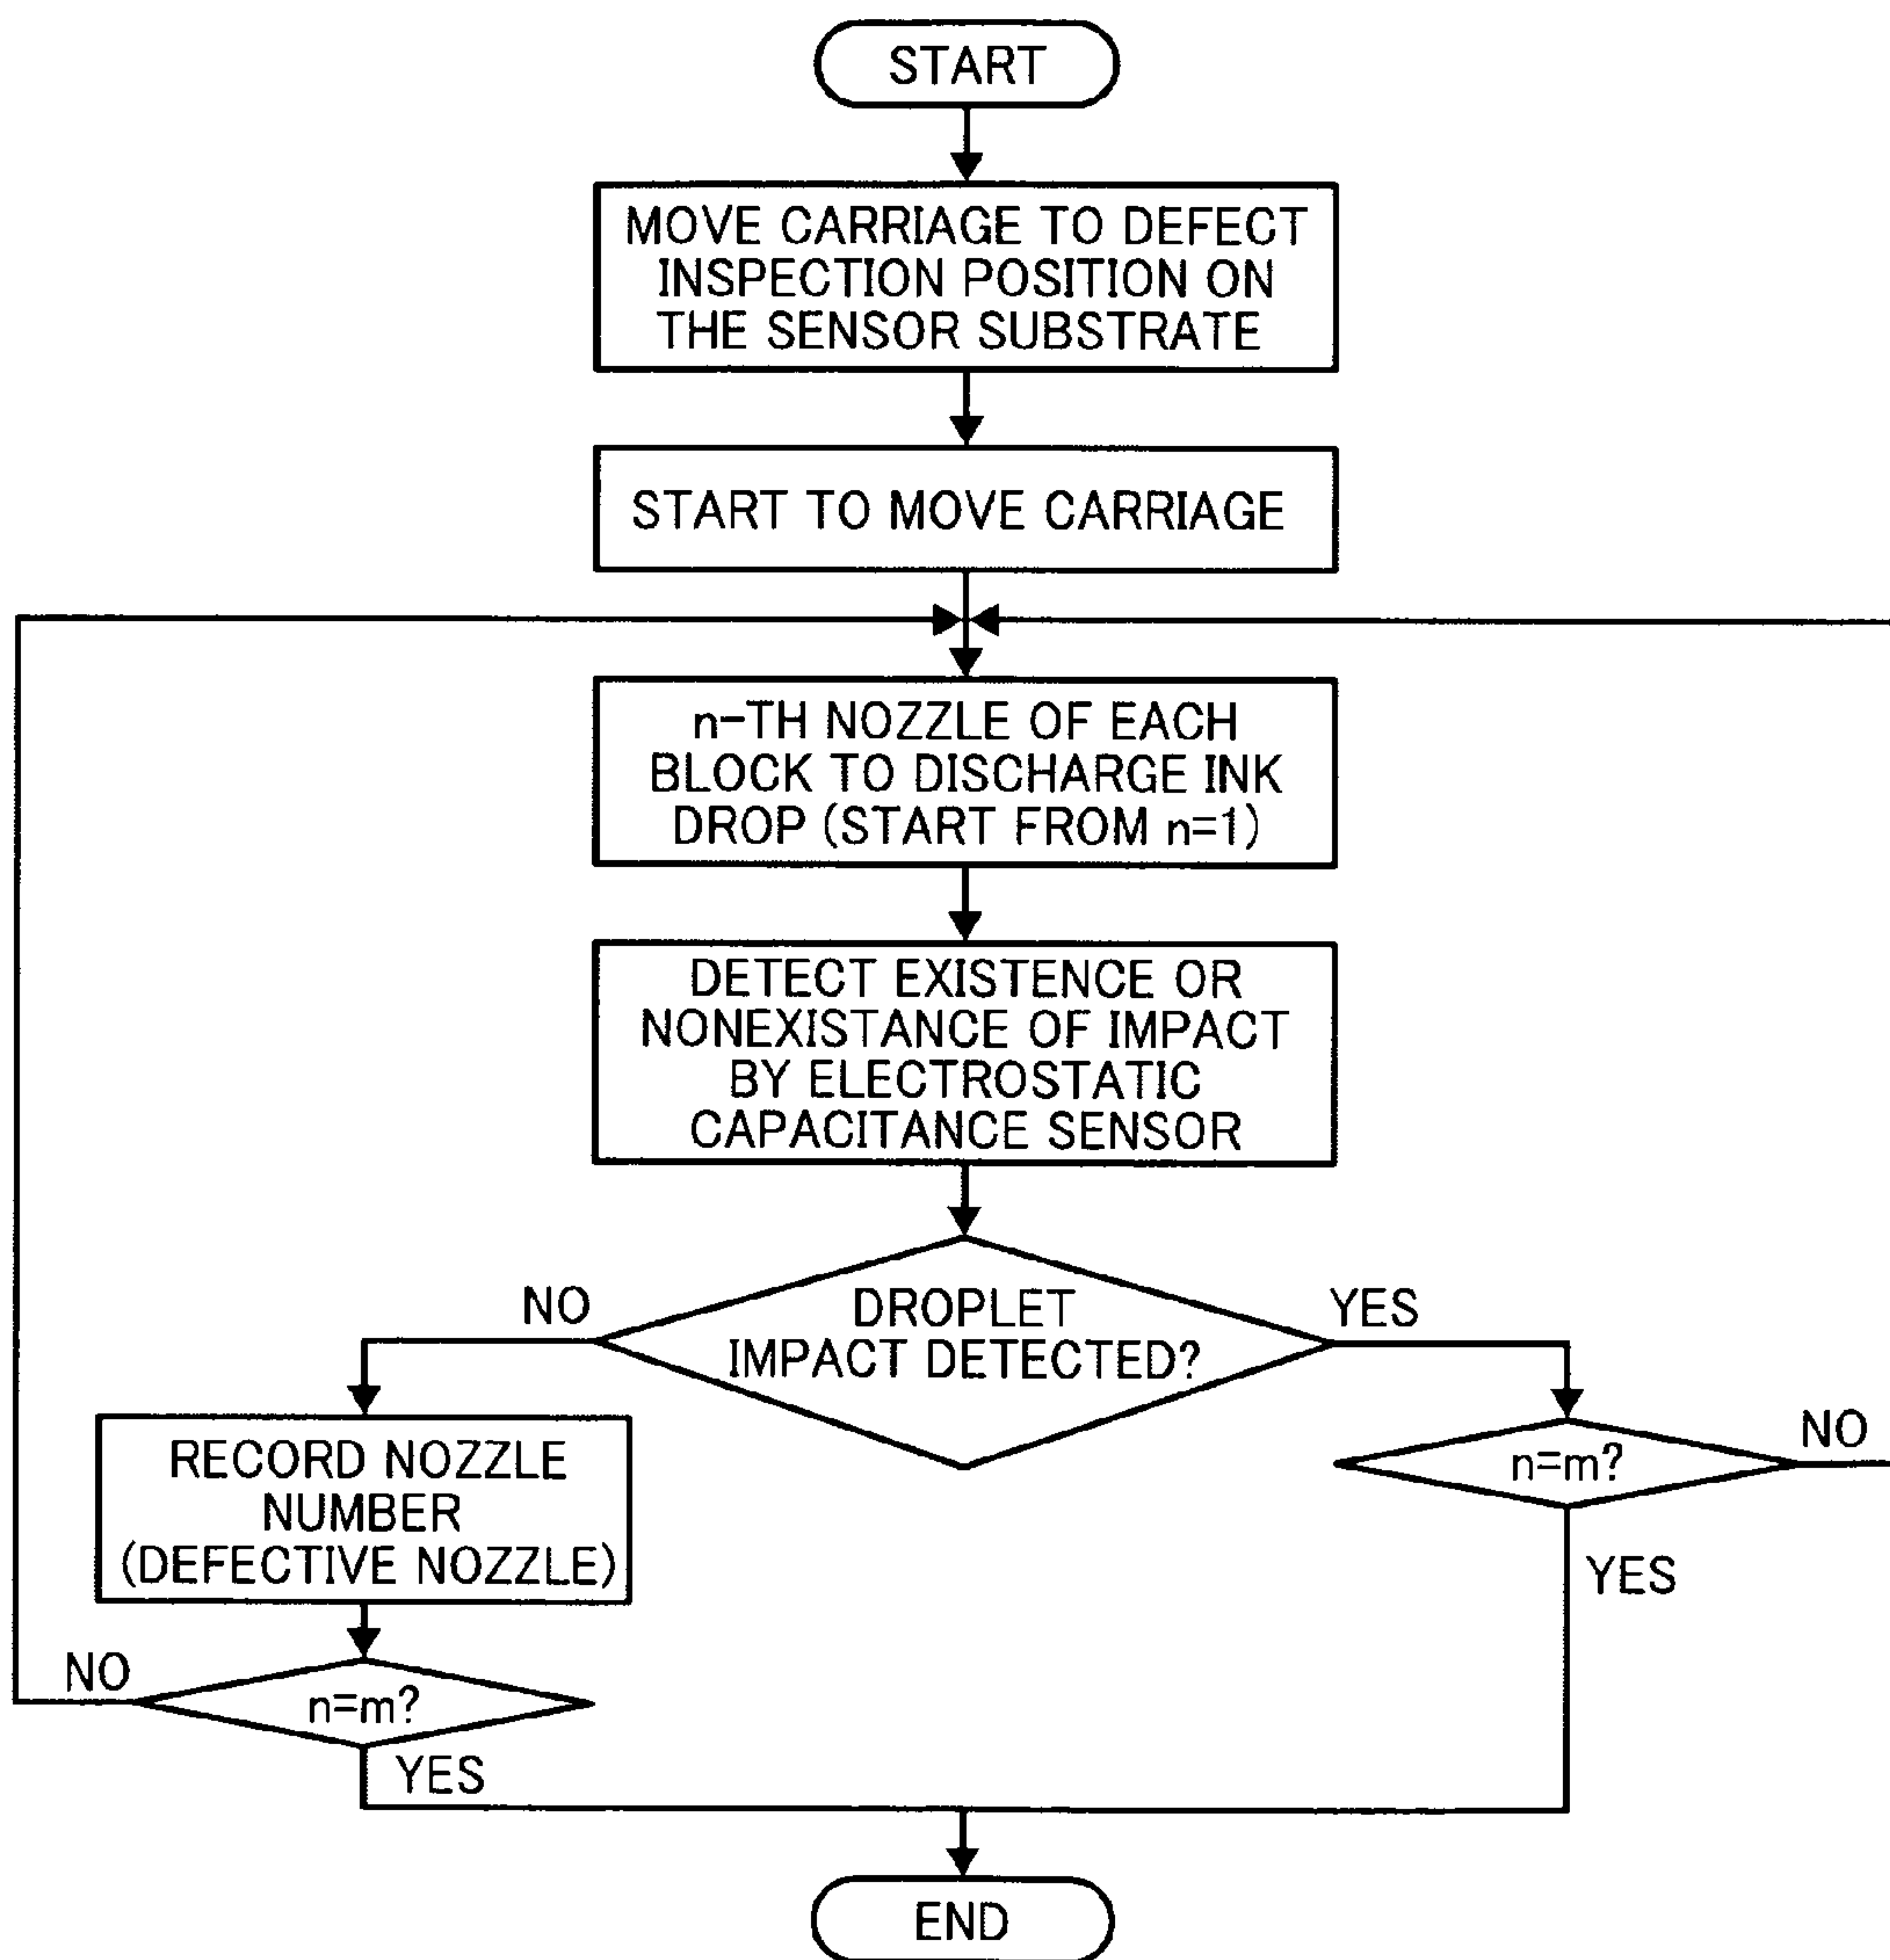 START
MOVE CARRIAGE TO DEFECT
INSPECTION POSITION ON
THE SENSOR SUBSTRATE
START TO MOVE CARRIAGE
n-TH NOZZLE OF EACH
BLOCK TO DISCHARGE INK
DROP (START FROM n=1)
DETECT EXISTENCE OR
NONEXISTANCE OF IMPACT
BY ELECTROSTATIC
CAPACITANCE SENSOR
NO
DROPLET
IMPACT DETECTED?
YES
RECORD NOZZLE
NUMBER
(DEFECTIVE NOZZLE)
n=m?
NO
YES
NO
n=m?
YES
END